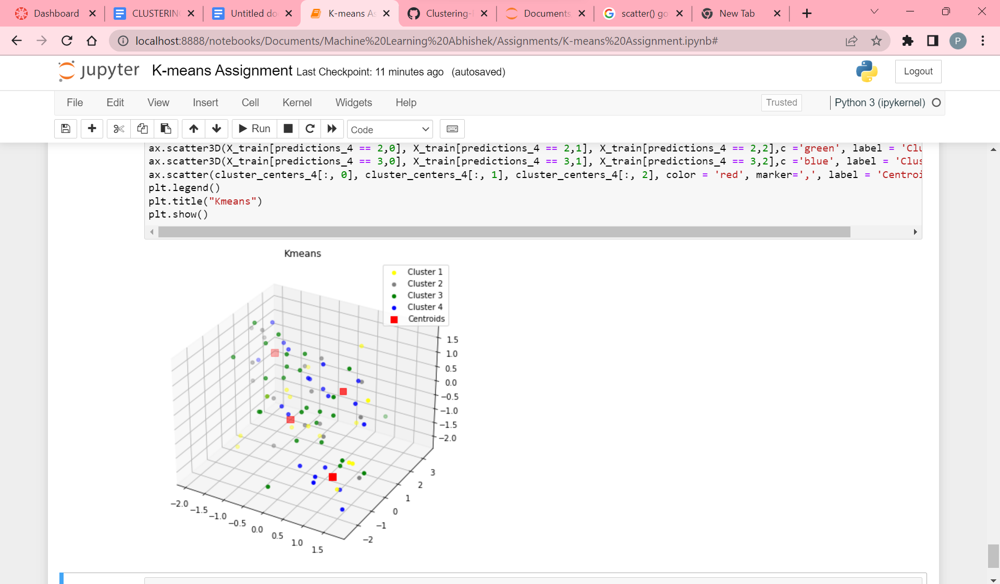 Dashboard
CLUSTERIN
Untitled do
K-means As
Clustering-
Documents
scatter() go
New Tab
localhost:8888/notebooks/Documents/Machine%20Learning%20Abhishek/Assignments/K-means%20Assignment.ipynb#
P
jupyter K-means Assignment Last Checkpoint: 11 minutes ago (autosaved)
Logout
File Edit View Insert Cell Kernel Widgets Help
Trusted
Python 3 (ipykernel)
Run
Code
ax.scatter3D(X_train[predictions_4 == 2,0], X_train[predictions_4 == 2,1], X_train[predictions_4 == 2,2],c ='green', label = 'Clu
ax.scatter3D(X_train[predictions_4 == 3,0], X_train[predictions_4 == 3,1], X_train[predictions_4 == 3,2],c ='blue', label = 'Clus
ax.scatter(cluster_centers_4[:, 0], cluster_centers_4[:, 1], cluster_centers_4[:, 2], color = 'red', marker=',', label = 'Centroi
plt.legend()
plt.title("Kmeans")
plt.show()
Kmeans
Cluster 1
Cluster 2
Cluster 3
Cluster 4
Centroids
1.5
1.0
0.5
0.0
−0.5
−1.0
−1.5
−2.0
3
2
1
0
−1
−2
−2.0
−1.5
−1.0
−0.5
0.0
0.5
1.0
1.5